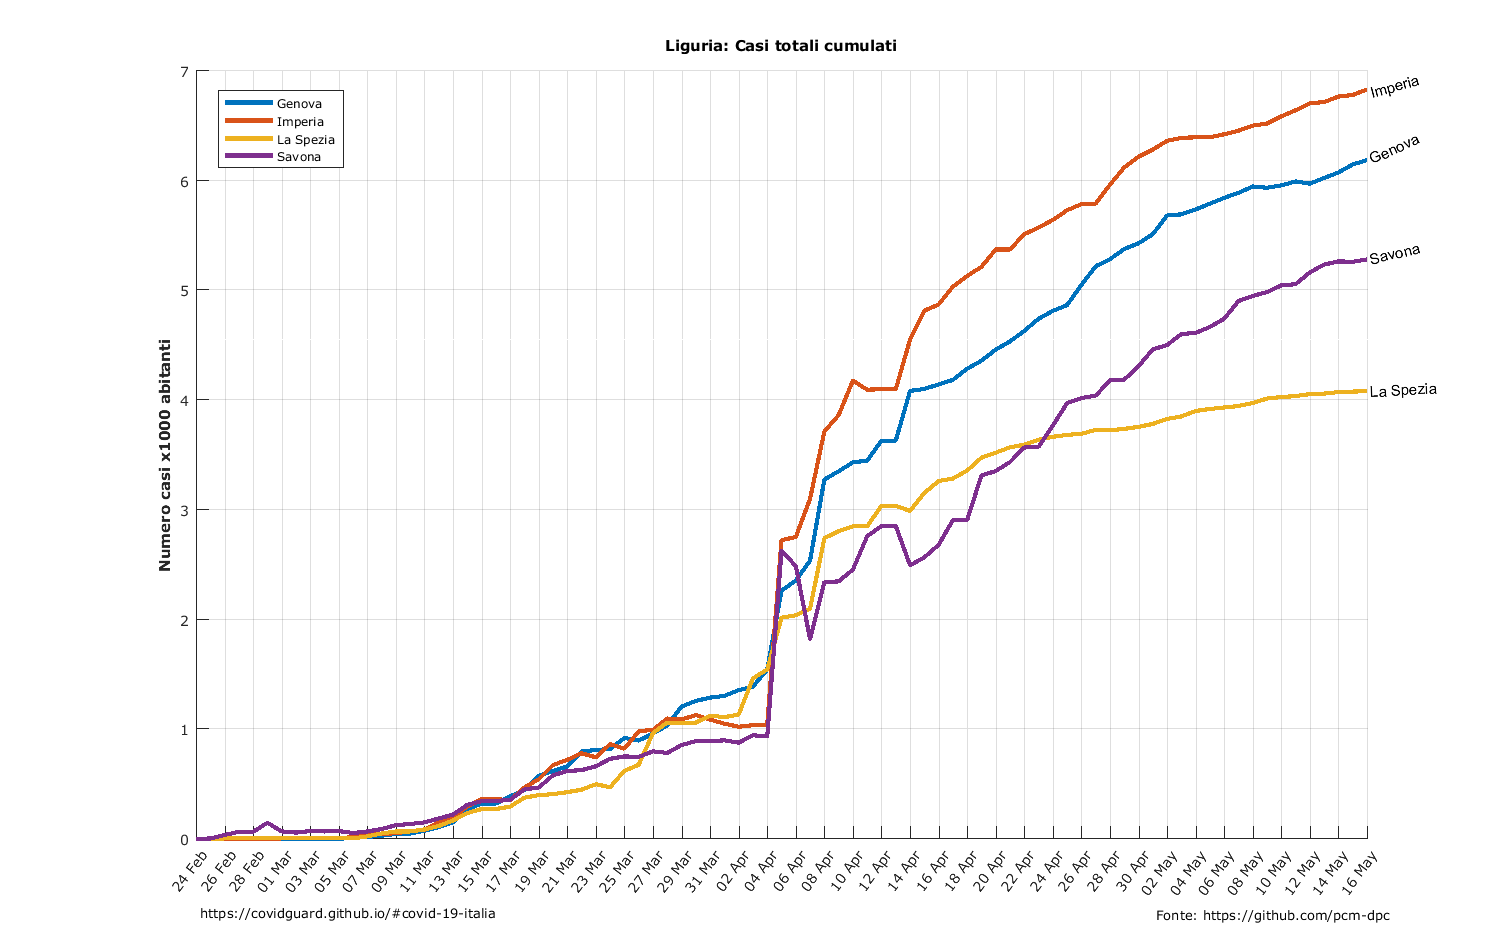 Liguria: Casi totali cumulati
7
6
5
4
3
2
1
0
Numero casi x1000 abitanti
Genova
Imperia
La Spezia
Savona
Imperia
Genova
Savona
La Spezia
24 Feb
26 Feb
28 Feb
01 Mar
03 Mar
05 Mar
07 Mar
09 Mar
11 Mar
13 Mar
15 Mar
17 Mar
19 Mar
21 Mar
23 Mar
25 Mar
27 Mar
29 Mar
31 Mar
02 Apr
04 Apr
06 Apr
08 Apr
10 Apr
12 Apr
14 Apr
16 Apr
18 Apr
20 Apr
22 Apr
24 Apr
26 Apr
28 Apr
30 Apr
02 May
04 May
06 May
08 May
10 May
12 May
14 May
16 May
https://covidguard.github.io/#covid-19-italia
Fonte: https://github.com/pcm-dpc